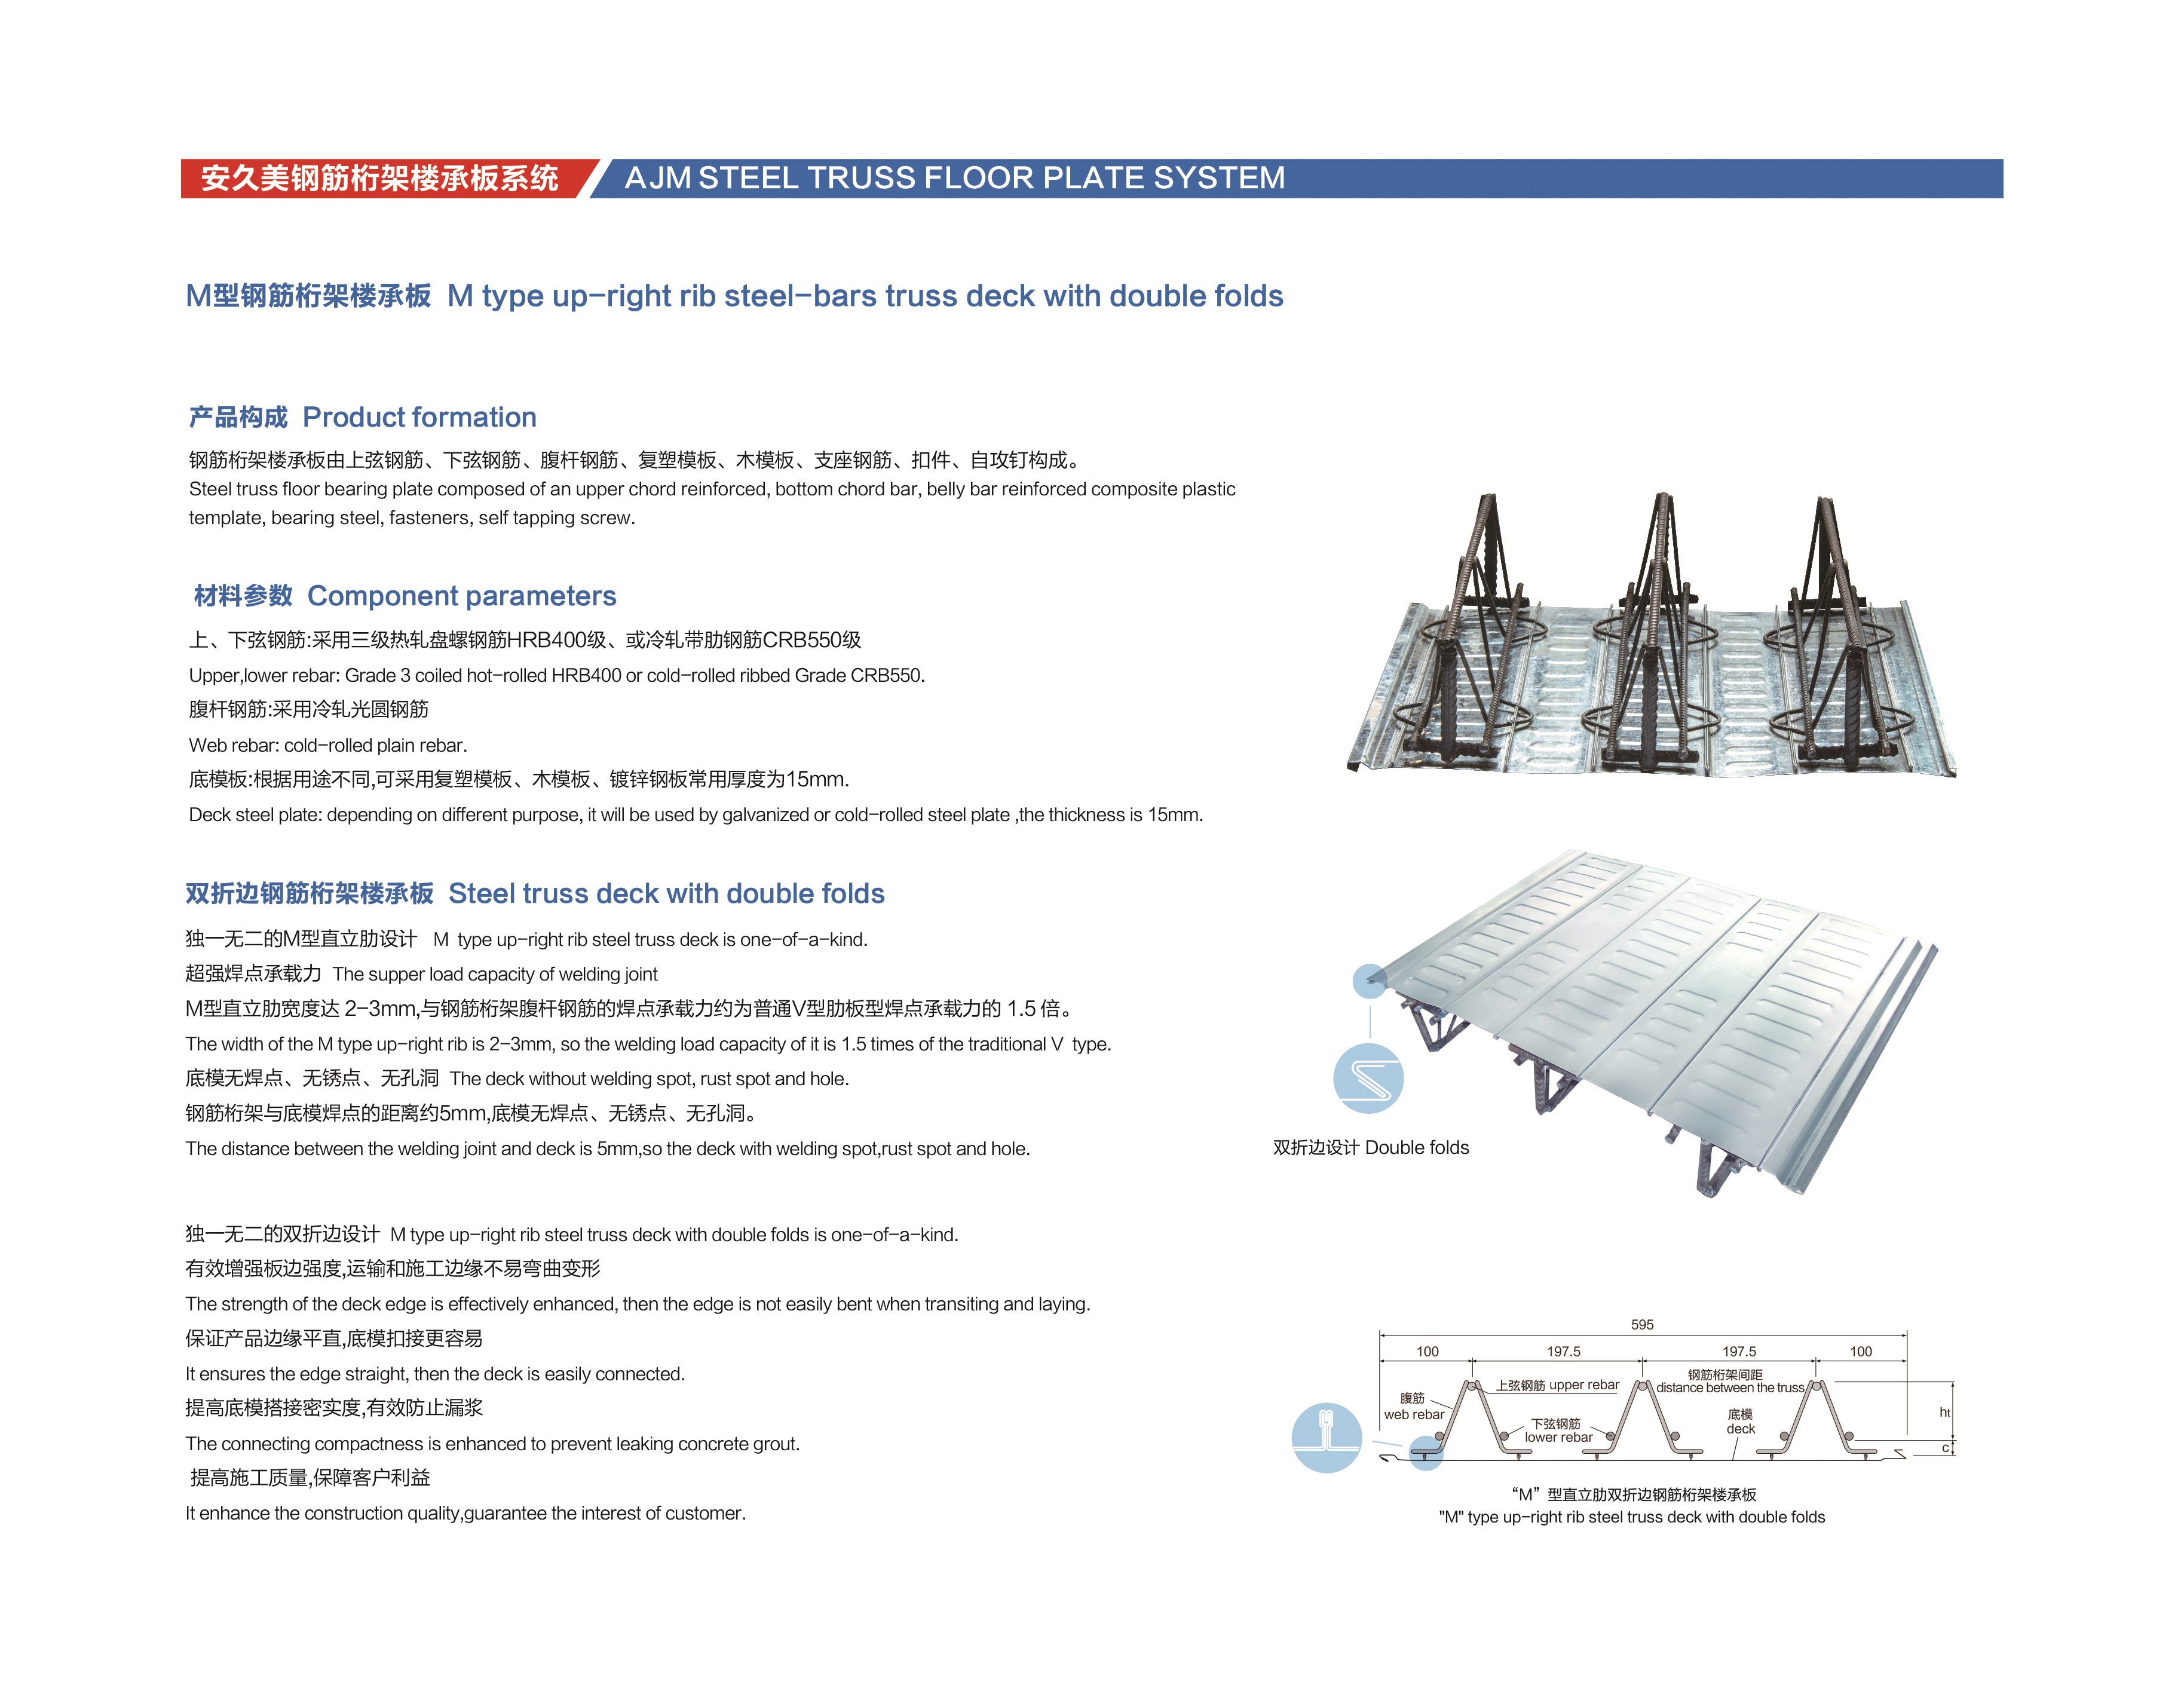 安久美钢筋桁架楼承板系统 AJM STEEL TRUSS FLOOR PLATE SYSTEM
M型钢筋桁架楼承板 M type up-right rib steel-bars truss deck with double folds
产品构成 Product formation
钢筋桁架楼承板由上弦钢筋、下弦钢筋、腹杆钢筋、复塑模板、木模板、支座钢筋、扣件、自攻钉构成。
Steel truss floor bearing plate composed of an upper chord reinforced, bottom chord bar, belly bar reinforced composite plastic
template, bearing steel, fasteners, self tapping screw.
材料参数 Component parameters
上、下弦钢筋:采用三级热轧盘螺钢筋HRB400级、或冷轧带肋钢筋CRB550级
Upper,lower rebar: Grade 3 coiled hot-rolled HRB400 or cold-rolled ribbed Grade CRB550.
腹杆钢筋:采用冷轧光圆钢筋
Web rebar: cold-rolled plain rebar.
底模板:根据用途不同,可采用复塑模板、木模板、镀锌钢板常用厚度为15mm.
Deck steel plate: depending on different purpose, it will be used by galvanized or cold-rolled steel plate ,the thickness is 15mm.
双折边钢筋桁架楼承板 Steel truss deck with double folds
独一无二的M型直立肋设计 M type up-right rib steel truss deck is one-of-a-kind.
超强焊点承载力 The supper load capacity of welding joint
M型直立肋宽度达 2-3mm,与钢筋桁架腹杆钢筋的焊点承载力约为普通V型肋板型焊点承载力的 1.5 倍。
The width of the M type up-right rib is 2-3mm, so the welding load capacity of it is 1.5 times of the traditional V type.
底模无焊点、无锈点、无孔洞 The deck without welding spot, rust spot and hole.
钢筋桁架与底模焊点的距离约5mm,底模无焊点、无锈点、无孔洞。
The distance between the welding joint and deck is 5mm,so the deck with welding spot,rust spot and hole.
独一无二的双折边设计 M type up-right rib steel truss deck with double folds is one-of-a-kind.
有效增强板边强度,运输和施工边缘不易弯曲变形
The strength of the deck edge is effectively enhanced, then the edge is not easily bent when transiting and laying.
保证产品边缘平直,底模扣接更容易
It ensures the edge straight, then the deck is easily connected.
提高底模搭接密实度,有效防止漏浆
The connecting compactness is enhanced to prevent leaking concrete grout.
提高施工质量,保障客户利益
It enhance the construction quality,guarantee the interest of customer.
双折边设计 Double folds
595
100 197.5 197.5 100
上弦钢筋 upper rebar
钢筋桁架间距
distance between the truss
腹筋
web rebar
下弦钢筋
lower rebar
底模
deck
ht
c
“M”型直立肋双折边钢筋桁架楼承板
"M" type up-right rib steel truss deck with double folds